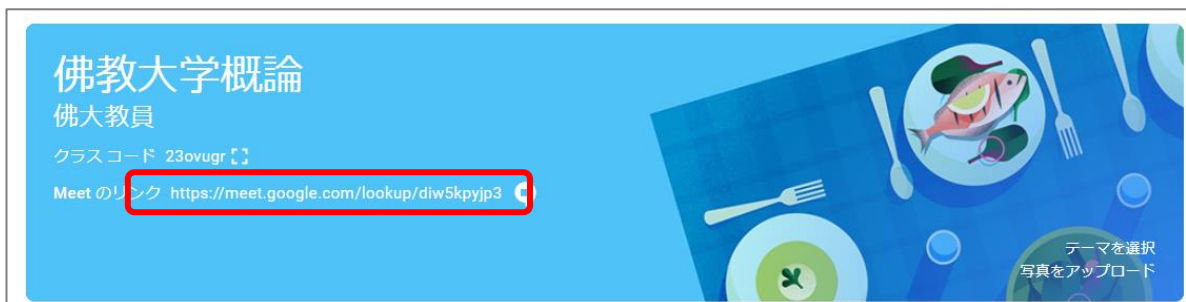 佛教大学概論
佛大教員
クラス コード 23ovugr
Meet のリンク https://meet.google.com/lookup/diw5kpyjp3
テーマを選択
写真をアップロード